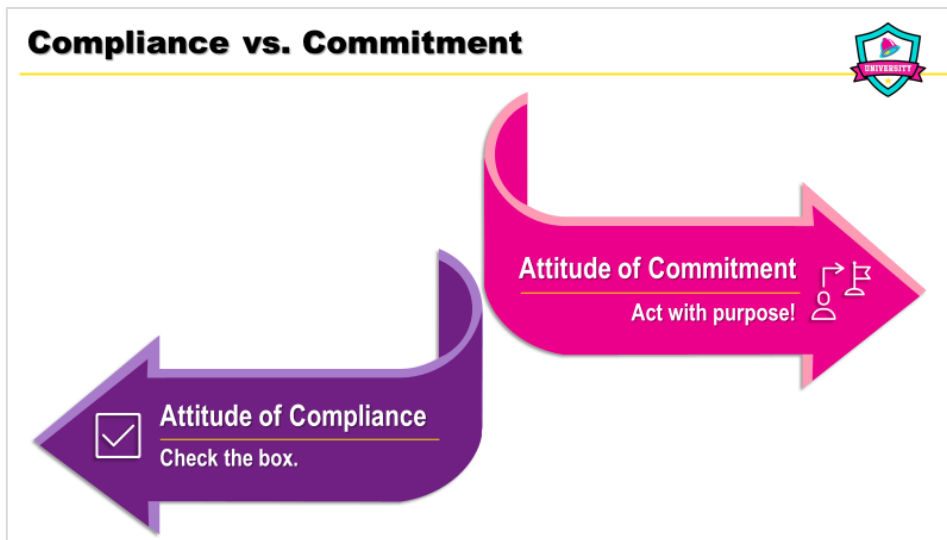 Compliance vs. Commitment
UNIVERSITY
Attitude of Commitment
Act with purpose!
Attitude of Compliance
Check the box.